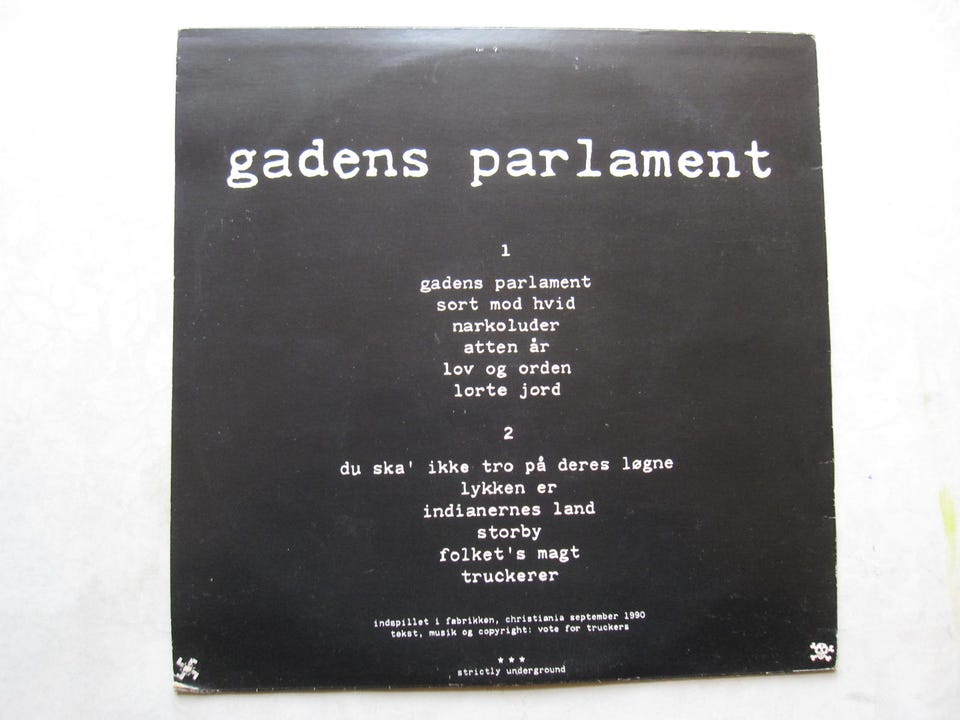 gadens parlament
1
gadens parlament
sort mod hvid
narkoluder
atten år
lov og orden
lorte jord
2
du ska' ikke tro på deres løgne
lykken er
indianernes land
storby
folket's magt
truckerer
indspillet i fabrikken, christiania september 1990
tekst, musik og copyright: vote for truckers
★ ★ ★
strictly underground